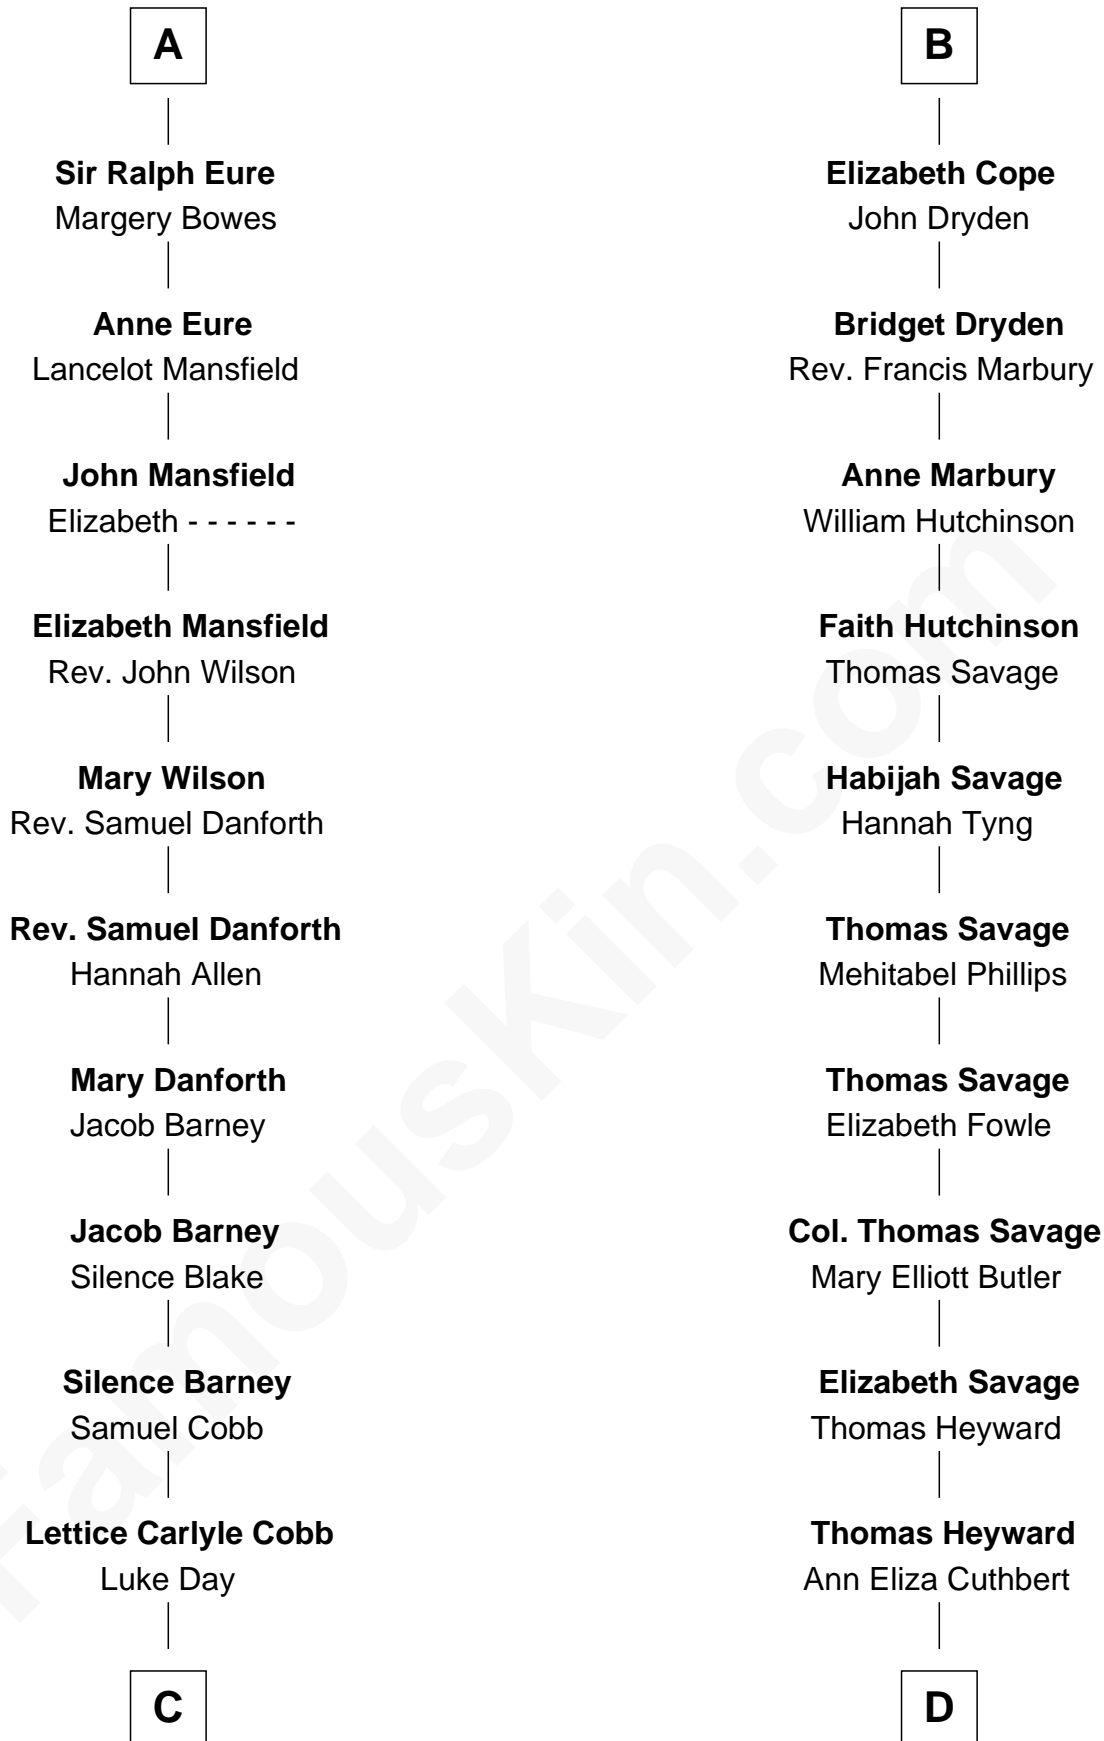 A
Sir Ralph Eure
Margery Bowes
Anne Eure
Lancelot Mansfield
John Mansfield
Elizabeth - - - - - -
Elizabeth Mansfield
Rev. John Wilson
Mary Wilson
Rev. Samuel Danforth
Rev. Samuel Danforth
Hannah Allen
Mary Danforth
Jacob Barney
Jacob Barney
Silence Blake
Silence Barney
Samuel Cobb
Lettice Carlyle Cobb
Luke Day
C
B
Elizabeth Cope
John Dryden
Bridget Dryden
Rev. Francis Marbury
Anne Marbury
William Hutchinson
Faith Hutchinson
Thomas Savage
Habijah Savage
Hannah Tyng
Thomas Savage
Mehitabel Phillips
Thomas Savage
Elizabeth Fowle
Col. Thomas Savage
Mary Elliott Butler
Elizabeth Savage
Thomas Heyward
Thomas Heyward
Ann Eliza Cuthbert
D
FamousKin.com